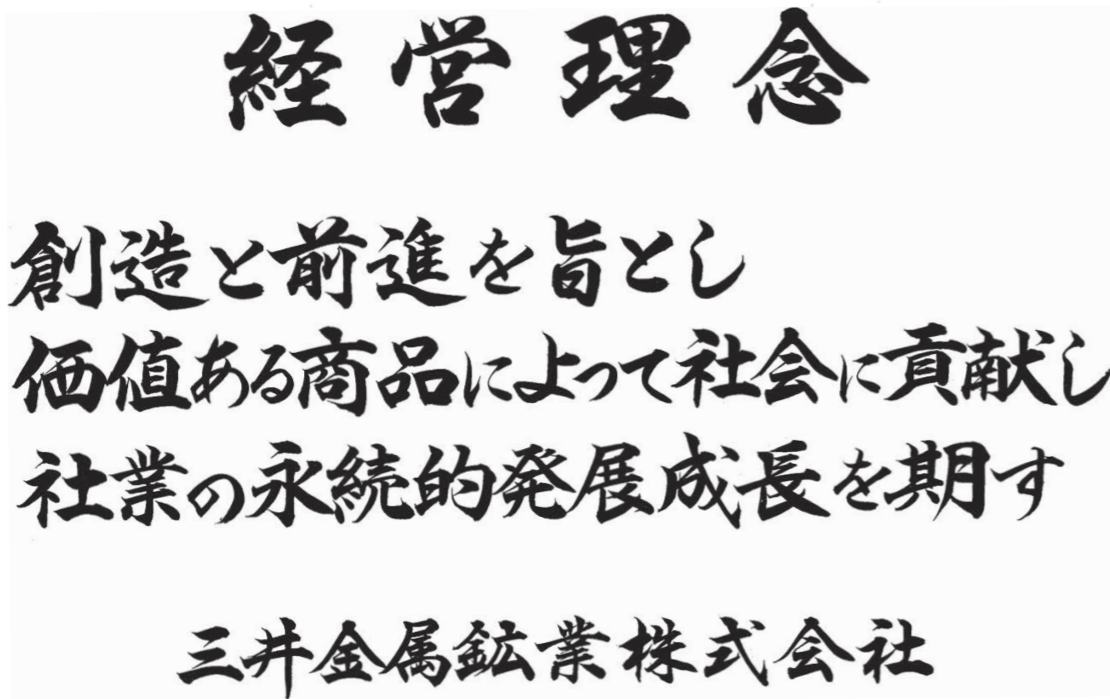 経営理念
創造と前進を旨とし
価値ある商品によって社会に貢献し
社業の永続的発展成長を期す
三井金属鉱業株式会社